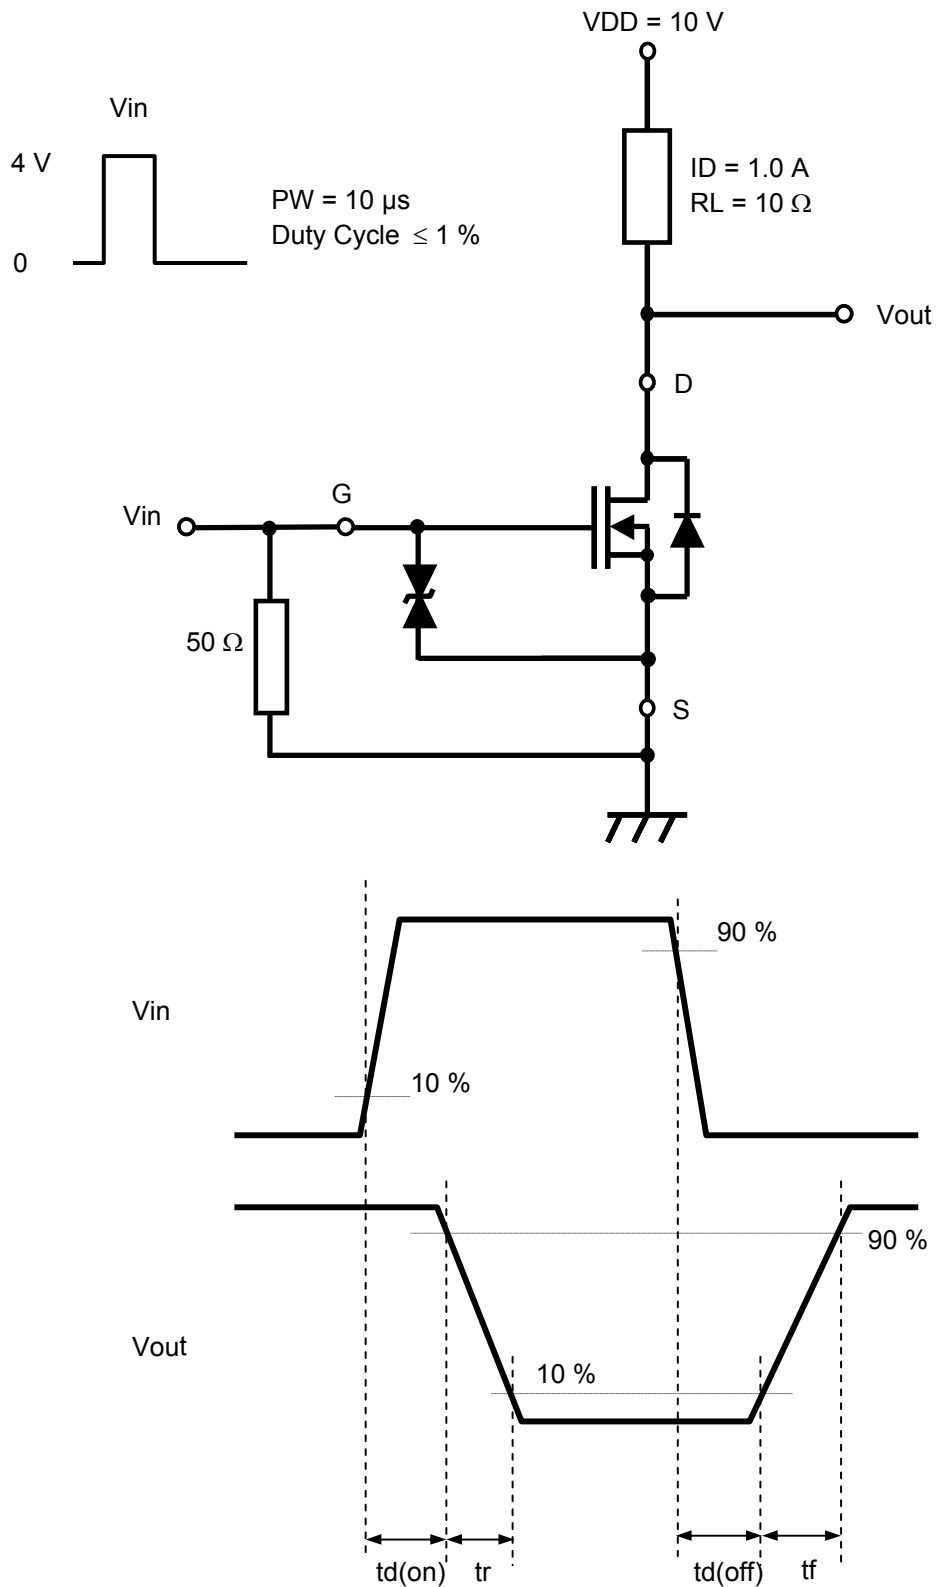 VDD = 10 V
Vin
4 V
0
PW = 10 µs
Duty Cycle ≤ 1 %
ID = 1.0 A
RL = 10 Ω
Vout
D
G
Vin
50 Ω
S
90 %
Vin
10 %
90 %
Vout
10 %
td(on)
tr
td(off)
tf